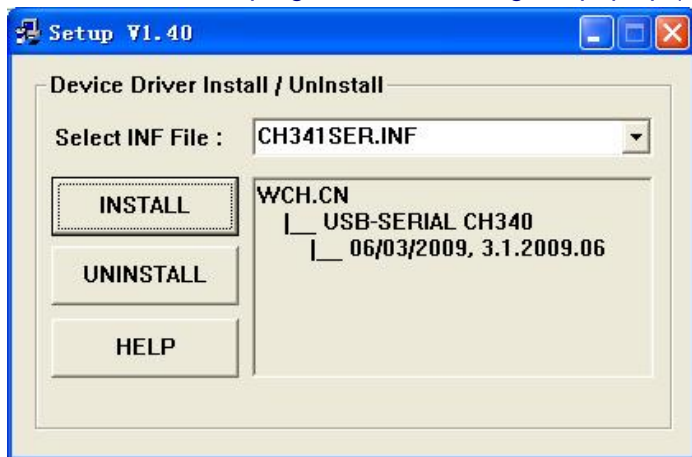 Setup V1.40
Device Driver Install / UnInstall
Select INF File :
CH341SER.INF
INSTALL
UNINSTALL
HELP
WCH.CN
|__ USB-SERIAL CH340
|__ 06/03/2009, 3.1.2009.06